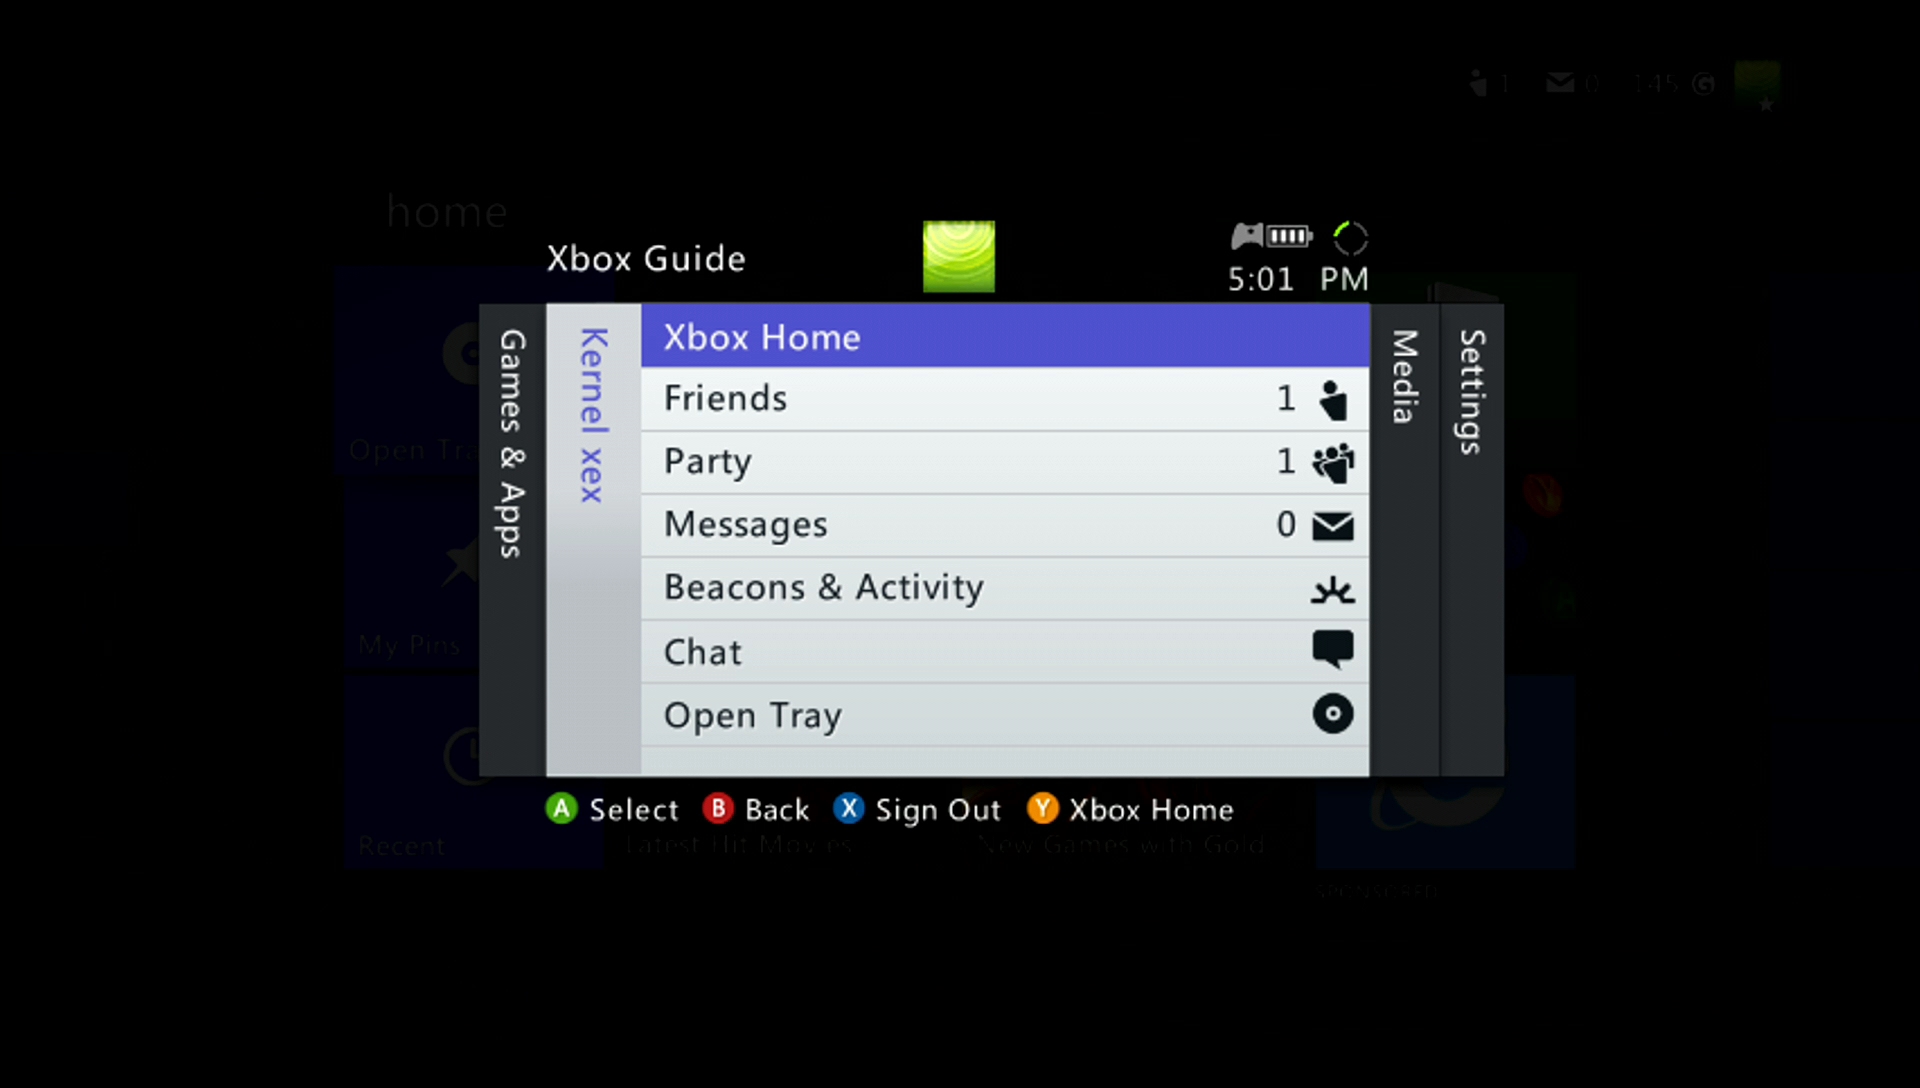 1 0 145 G
home
Xbox Guide
5:01 PM
Games & Apps
Kernel xex
Xbox Home
Friends 1
Party 1
Messages 0
Beacons & Activity
Chat
Open Tray
Media
Settings
Open Tra
My Pins
Recent
A Select B Back X Sign Out Y Xbox Home
Latest Hit Movies
New Games with Gold
SPONSORED